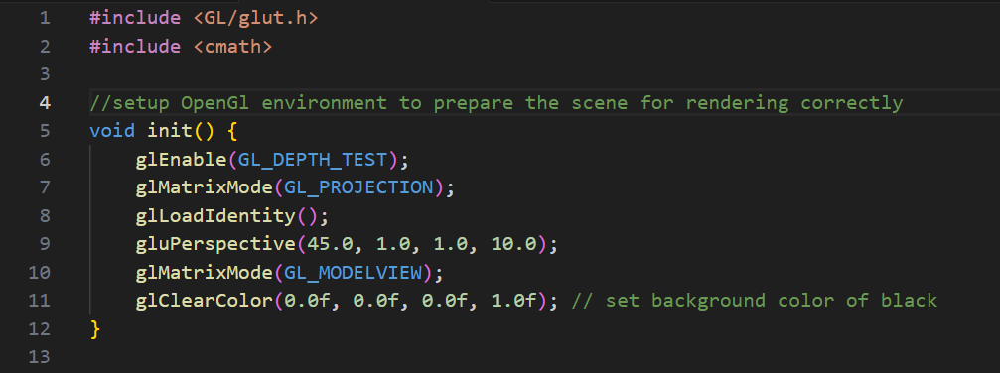 1 #include <GL/glut.h>
2 #include <cmath>
3
4 //setup OpenGl environment to prepare the scene for rendering correctly
5 void init() {
6     glEnable(GL_DEPTH_TEST);
7     glMatrixMode(GL_PROJECTION);
8     glLoadIdentity();
9     gluPerspective(45.0, 1.0, 1.0, 10.0);
10     glMatrixMode(GL_MODELVIEW);
11     glClearColor(0.0f, 0.0f, 0.0f, 1.0f); // set background color of black
12 }
13